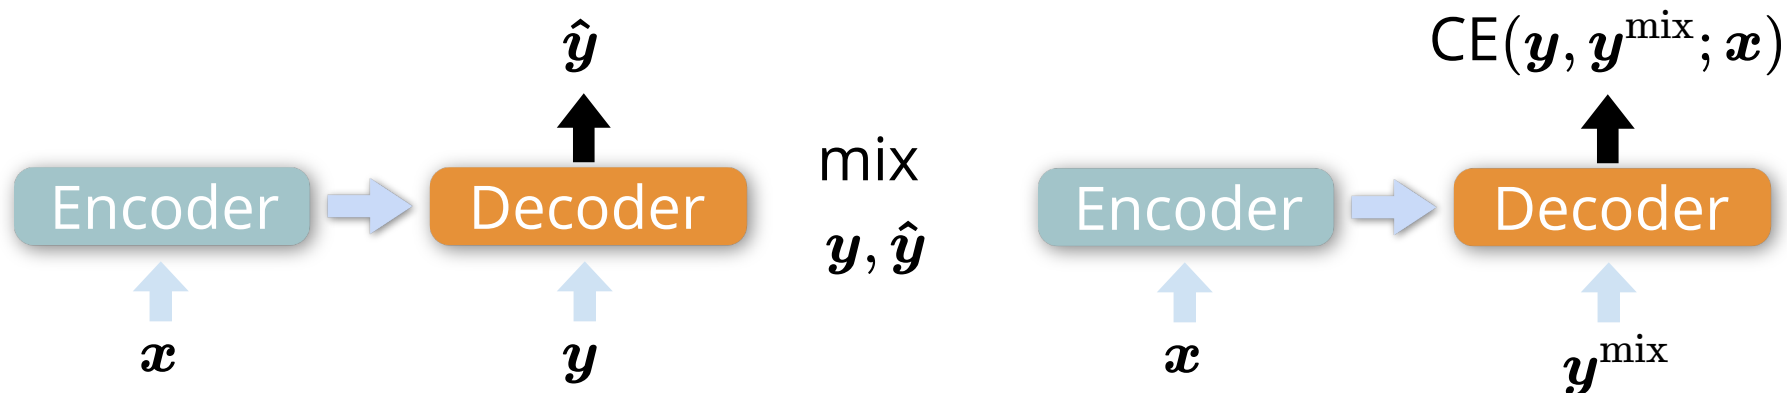 ŷ
Encoder
Decoder
x
y
mix
y, ŷ
CE(y, y^mix; x)
Encoder
Decoder
x
y^mix